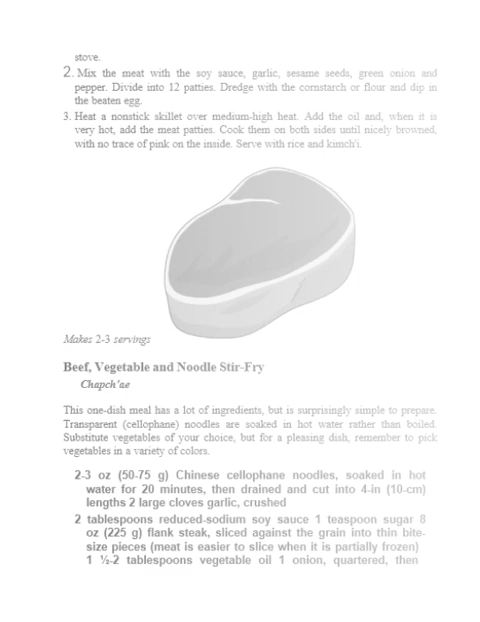 stove.
2. Mix the meat with the soy sauce, garlic, sesame seeds, green onion and
pepper. Divide into 12 patties. Dredge with the cornstarch or flour and dip in
the beaten egg.
3. Heat a nonstick skillet over medium-high heat. Add the oil and, when it is
very hot, add the meat patties. Cook them on both sides until nicely browned,
with no trace of pink on the inside. Serve with rice and kimch'i.
Makes 2-3 servings
Beef, Vegetable and Noodle Stir-Fry
Chapch'ae
This one-dish meal has a lot of ingredients, but is surprisingly simple to prepare.
Transparent (cellophane) noodles are soaked in hot water rather than boiled.
Substitute vegetables of your choice, but for a pleasing dish, remember to pick
vegetables in a variety of colors.
2-3 oz (50-75 g) Chinese cellophane noodles, soaked in hot
water for 20 minutes, then drained and cut into 4-in (10-cm)
lengths 2 large cloves garlic, crushed
2 tablespoons reduced-sodium soy sauce 1 teaspoon sugar 8
oz (225 g) flank steak, sliced against the grain into thin bite-
size pieces (meat is easier to slice when it is partially frozen)
1 ½-2 tablespoons vegetable oil 1 onion, quartered, then